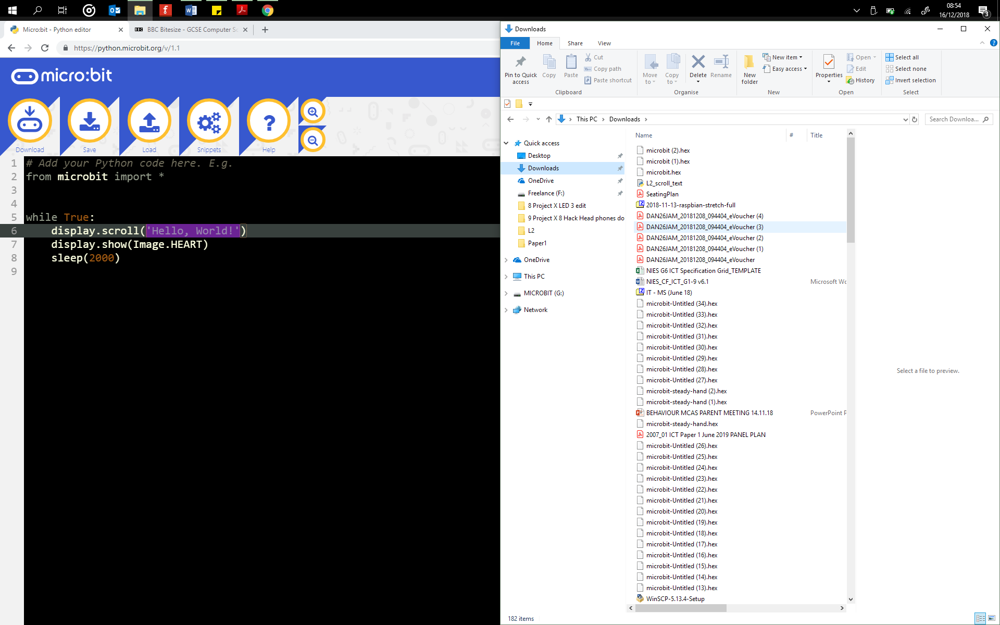 08:54
16/12/2018
3
Micro:bit - Python editor
BBC BBC Bitesize - GCSE Computer Sc
https://python.microbit.org/v/1.1
micro:bit
Download Save Load Snippets Help
1 # Add your Python code here. E.g.
2 from microbit import *
3
4
5 while True:
6 display.scroll('Hello, World!')
7 display.show(Image.HEART)
8 sleep(2000)
9
Downloads
File Home Share View
Pin to Quick access
Copy
Paste
Cut
Copy path
Paste shortcut
Clipboard
Move to
Copy to
Delete
Rename
Organise
New folder
New item
Easy access
New
Properties
Open
Edit
History
Open
Select all
Select none
Invert selection
Select
This PC Downloads
Search Downloa...
Quick access
Desktop
Downloads
OneDrive
Freelance (F:)
8 Project X LED 3 edit
9 Project X 8 Hack Head phones do
L2
Paper1
OneDrive
This PC
MICROBIT (G:)
Network
Name # Title
microbit (2).hex
microbit (1).hex
microbit.hex
L2_scroll_text
SeatingPlan
2018-11-13-raspbian-stretch-full
DAN26JAM_20181208_094404_eVoucher (4)
DAN26JAM_20181208_094404_eVoucher (3)
DAN26JAM_20181208_094404_eVoucher (2)
DAN26JAM_20181208_094404_eVoucher (1)
DAN26JAM_20181208_094404_eVoucher
NIES G6 ICT Specification Grid_TEMPLATE
NIES_CF_ICT_G1-9 v6.1 Microsoft Wo
IT - MS (June 18)
microbit-Untitled (34).hex
microbit-Untitled (33).hex
microbit-Untitled (32).hex
microbit-Untitled (31).hex
microbit-Untitled (30).hex
microbit-Untitled (29).hex
microbit-Untitled (28).hex
microbit-Untitled (27).hex
microbit-steady-hand (2).hex
microbit-steady-hand (1).hex
BEHAVIOUR MCAS PARENT MEETING 14.11.18 PowerPoint P
microbit-steady-hand.hex
2007_01 ICT Paper 1 June 2019 PANEL PLAN
microbit-Untitled (26).hex
microbit-Untitled (25).hex
microbit-Untitled (24).hex
microbit-Untitled (23).hex
microbit-Untitled (22).hex
microbit-Untitled (21).hex
microbit-Untitled (20).hex
microbit-Untitled (19).hex
microbit-Untitled (18).hex
microbit-Untitled (17).hex
microbit-Untitled (16).hex
microbit-Untitled (15).hex
microbit-Untitled (14).hex
microbit-Untitled (13).hex
WinSCP-5.13.4-Setup
Select a file to preview.
182 items